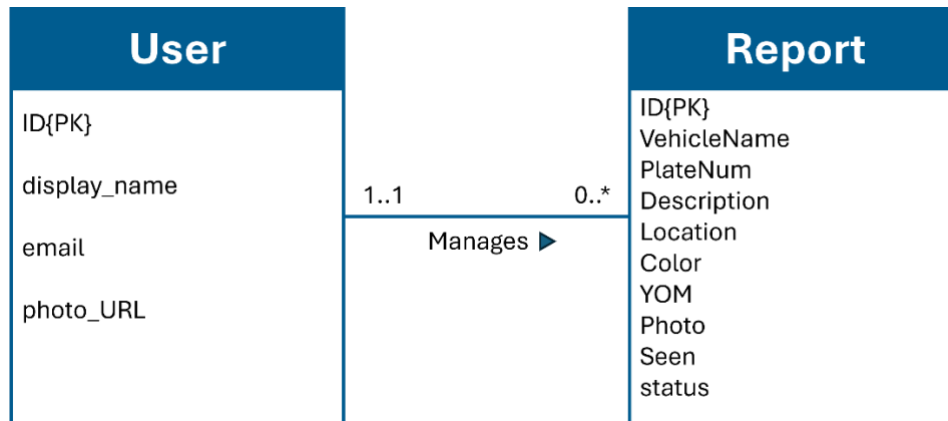 User
ID{PK}
display_name
email
photo_URL
1..1
0..*
Manages
Report
ID{PK}
VehicleName
PlateNum
Description
Location
Color
YOM
Photo
Seen
status